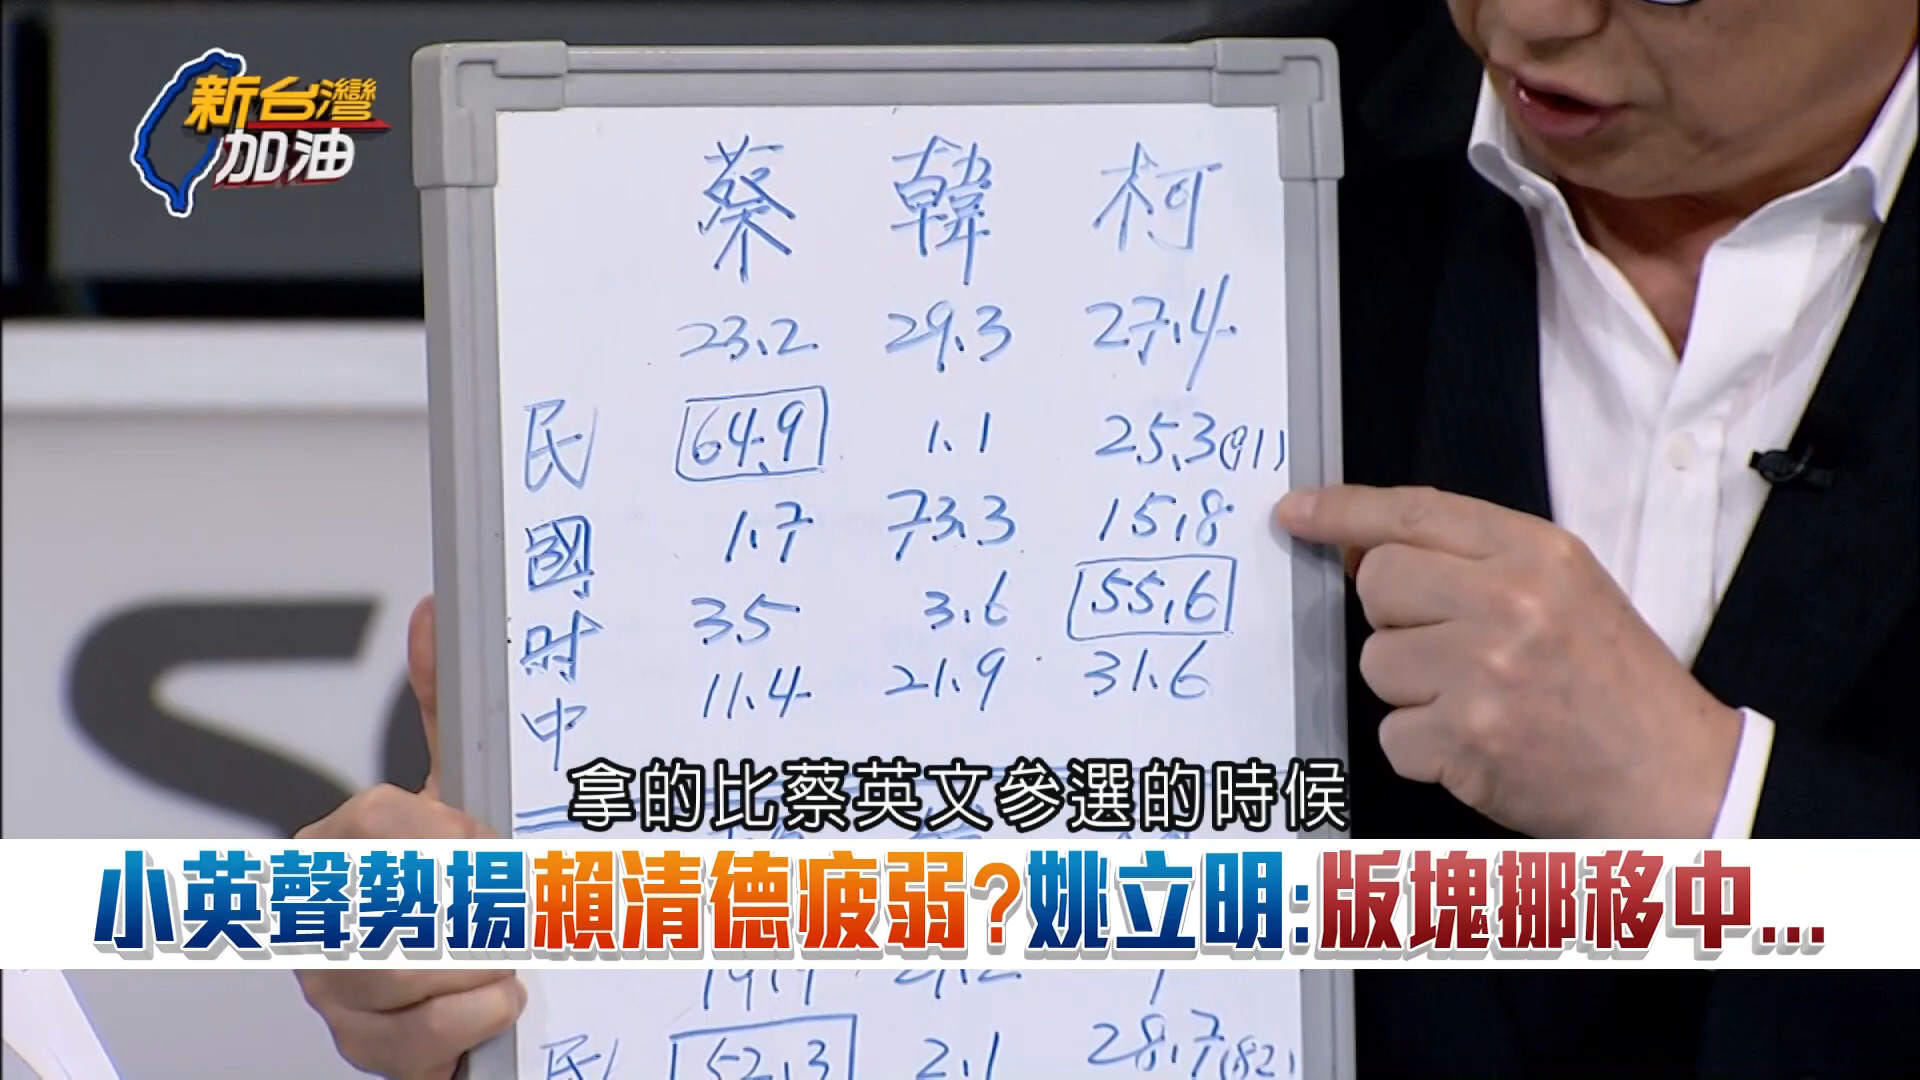 新台灣
加油
蔡 韓 柯
23.2 29.3 27.4
民 64.9 1.1 25.3(91)
國 1.7 73.3 15.8
時 3.5 3.6 55.6
中 11.4 21.9 31.6
拿的比蔡英文參選的時候
小英聲勢揚賴清德疲弱?姚立明:版塊挪移中...
民 52.3 2.1 28.7(82)